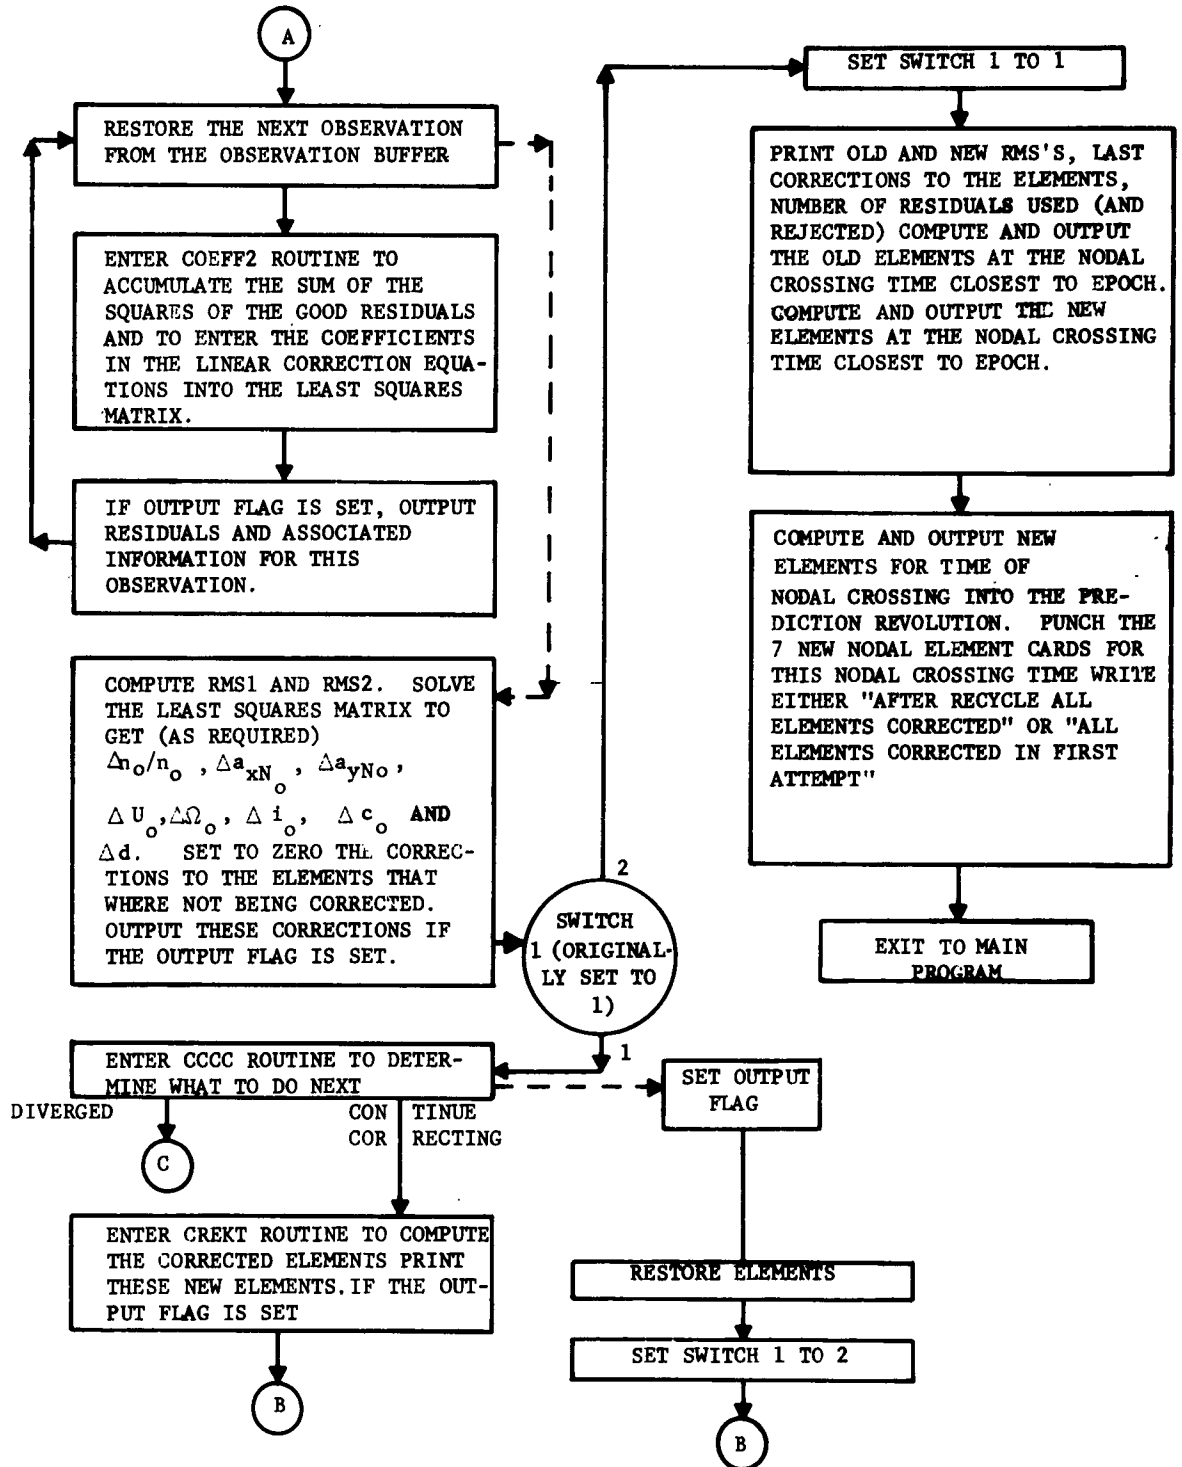 A
RESTORE THE NEXT OBSERVATION
FROM THE OBSERVATION BUFFER
ENTER COEFF2 ROUTINE TO
ACCUMULATE THE SUM OF THE
SQUARES OF THE GOOD RESIDUALS
AND TO ENTER THE COEFFICIENTS
IN THE LINEAR CORRECTION EQUA-
TIONS INTO THE LEAST SQUARES
MATRIX.
IF OUTPUT FLAG IS SET, OUTPUT
RESIDUALS AND ASSOCIATED
INFORMATION FOR THIS
OBSERVATION.
COMPUTE RMS1 AND RMS2. SOLVE
THE LEAST SQUARES MATRIX TO
GET (AS REQUIRED)
Δn_o/n_o , Δa_xN_o , Δa_yNo ,
Δ U_o, ΔΩ_o, Δ i_o, Δ c_o AND
Δd. SET TO ZERO THE CORREC-
TIONS TO THE ELEMENTS THAT
WHERE NOT BEING CORRECTED.
OUTPUT THESE CORRECTIONS IF
THE OUTPUT FLAG IS SET.
2
SWITCH
1 (ORIGINAL-
LY SET TO
1)
1
ENTER CCCC ROUTINE TO DETER-
MINE WHAT TO DO NEXT
DIVERGED
CON TINUE
COR RECTING
C
ENTER CREKT ROUTINE TO COMPUTE
THE CORRECTED ELEMENTS PRINT
THESE NEW ELEMENTS.IF THE OUT-
PUT FLAG IS SET
B
SET OUTPUT
FLAG
RESTORE ELEMENTS
SET SWITCH 1 TO 2
B
SET SWITCH 1 TO 1
PRINT OLD AND NEW RMS'S, LAST
CORRECTIONS TO THE ELEMENTS,
NUMBER OF RESIDUALS USED (AND
REJECTED) COMPUTE AND OUTPUT
THE OLD ELEMENTS AT THE NODAL
CROSSING TIME CLOSEST TO EPOCH.
COMPUTE AND OUTPUT THE NEW
ELEMENTS AT THE NODAL CROSSING
TIME CLOSEST TO EPOCH.
COMPUTE AND OUTPUT NEW
ELEMENTS FOR TIME OF
NODAL CROSSING INTO THE PRE-
DICTION REVOLUTION. PUNCH THE
7 NEW NODAL ELEMENT CARDS FOR
THIS NODAL CROSSING TIME WRITE
EITHER "AFTER RECYCLE ALL
ELEMENTS CORRECTED" OR "ALL
ELEMENTS CORRECTED IN FIRST
ATTEMPT"
EXIT TO MAIN
PROGRAM